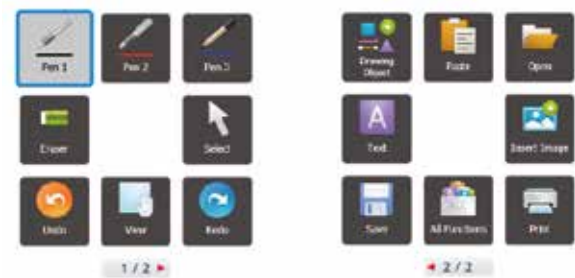 Pen 1
Pen 2
Pen 3
Eraser
Select
Undo
View
Redo
1 / 2
Drawing
Object
Paste
Open
A
Text
Insert Image
Save
All Functions
Print
2 / 2